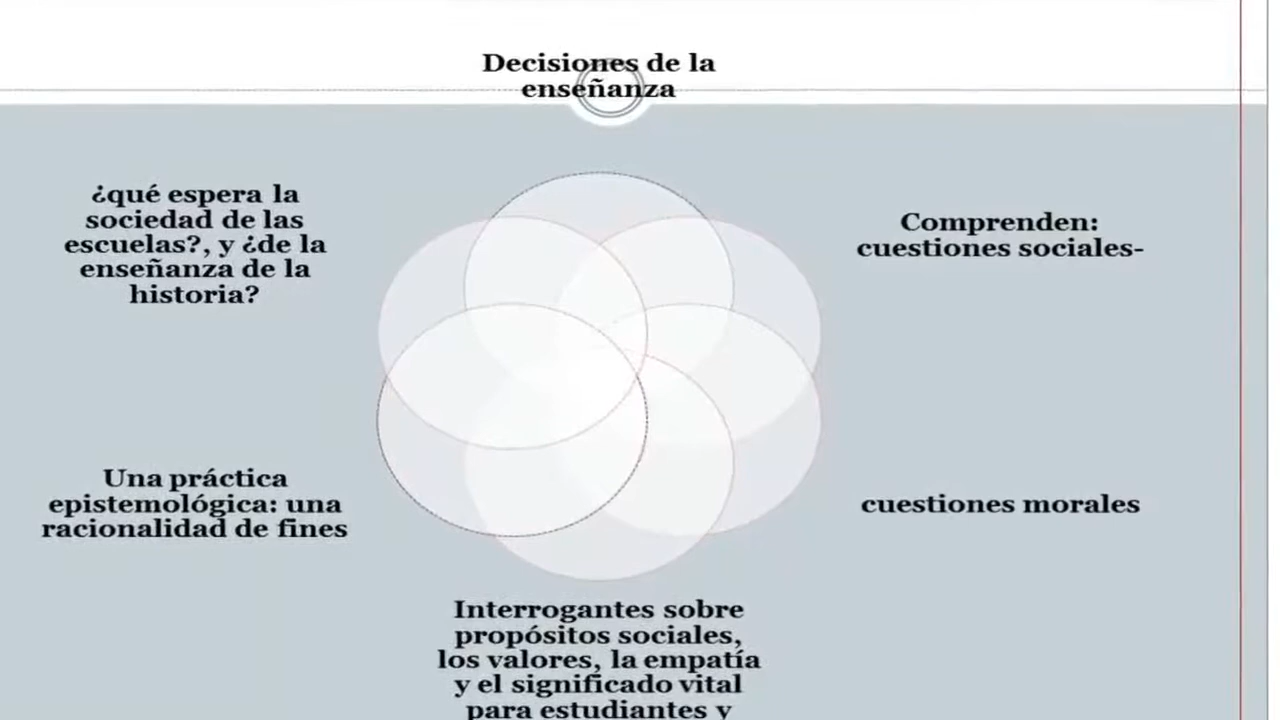 Decisiones de la
enseñanza
¿qué espera la
sociedad de las
escuelas?, y ¿de la
enseñanza de la
historia?
Comprenden:
cuestiones sociales-
Una práctica
epistemológica: una
racionalidad de fines
cuestiones morales
Interrogantes sobre
propósitos sociales,
los valores, la empatía
y el significado vital
para estudiantes y